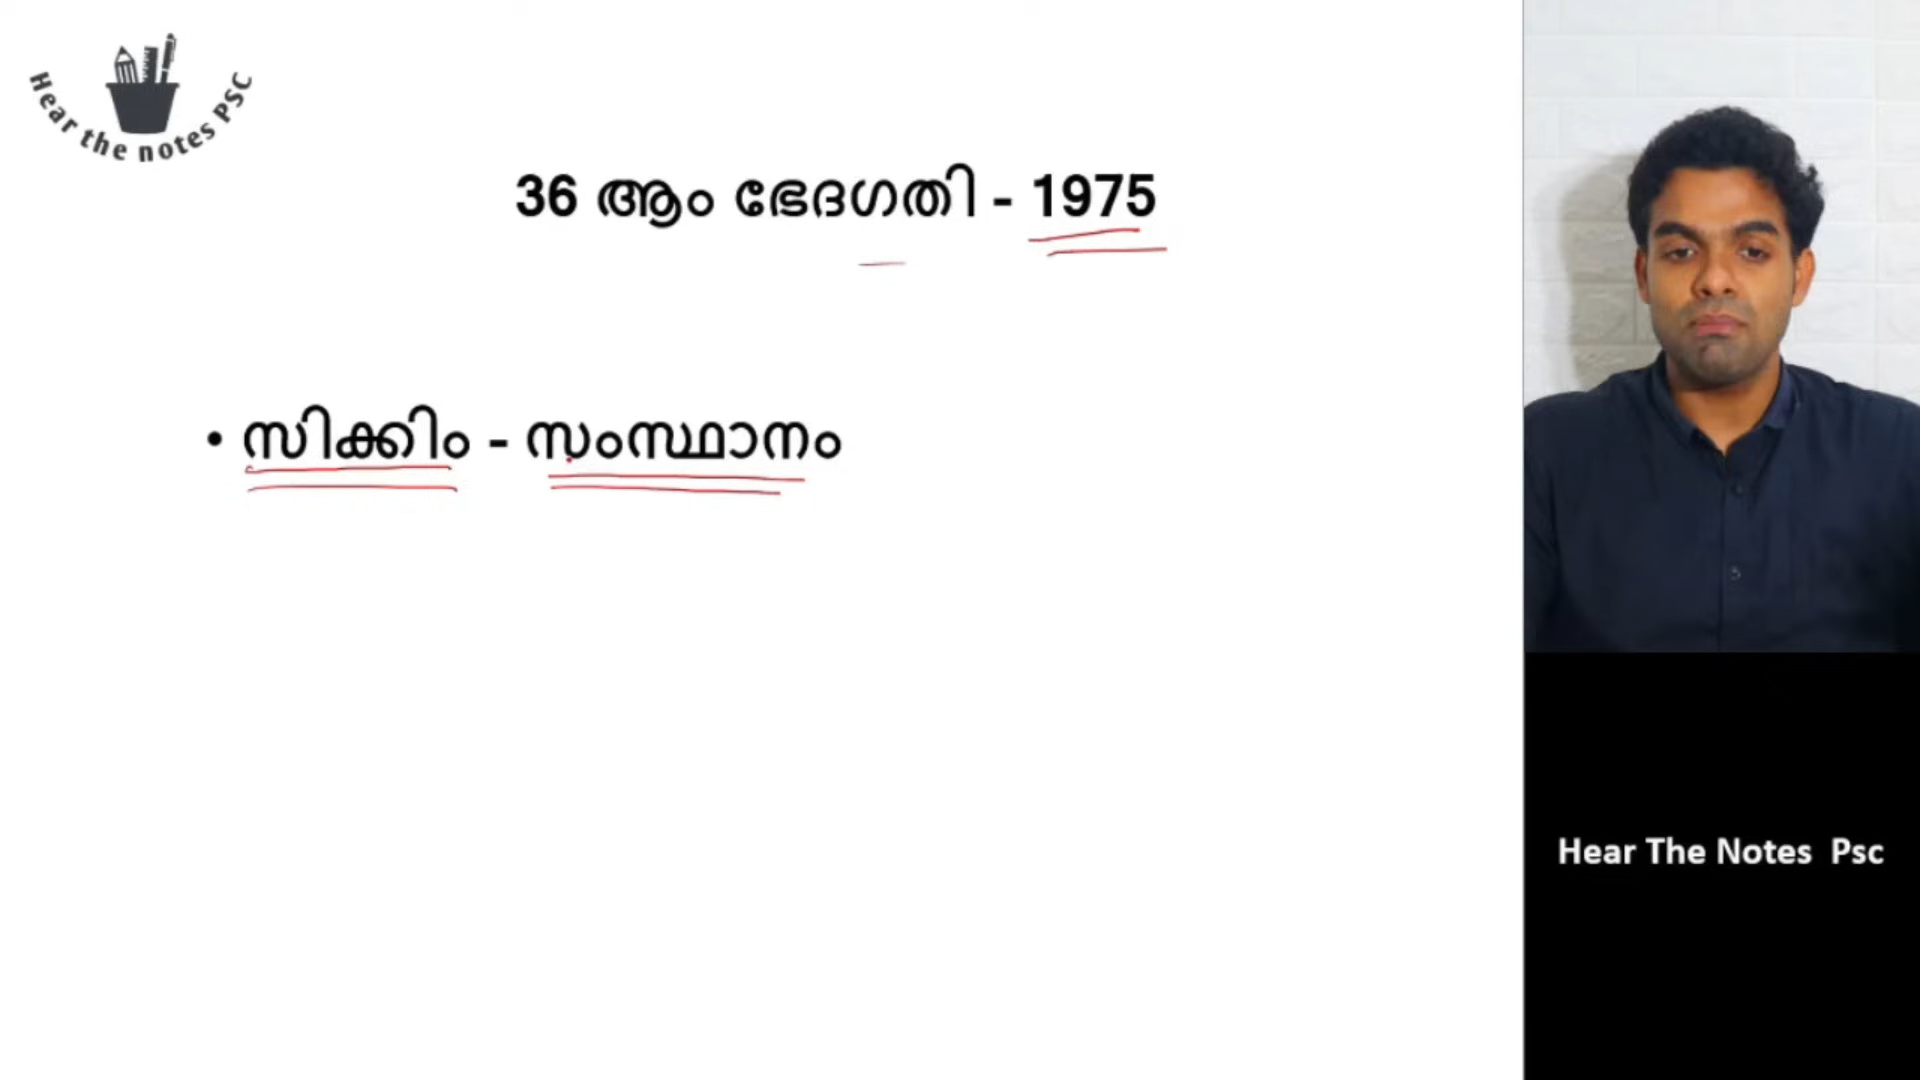 Hear the notes PSC
36 ആം ഭേദഗതി - 1975
• സിക്കിം - സംസ്ഥാനം
Hear The Notes Psc